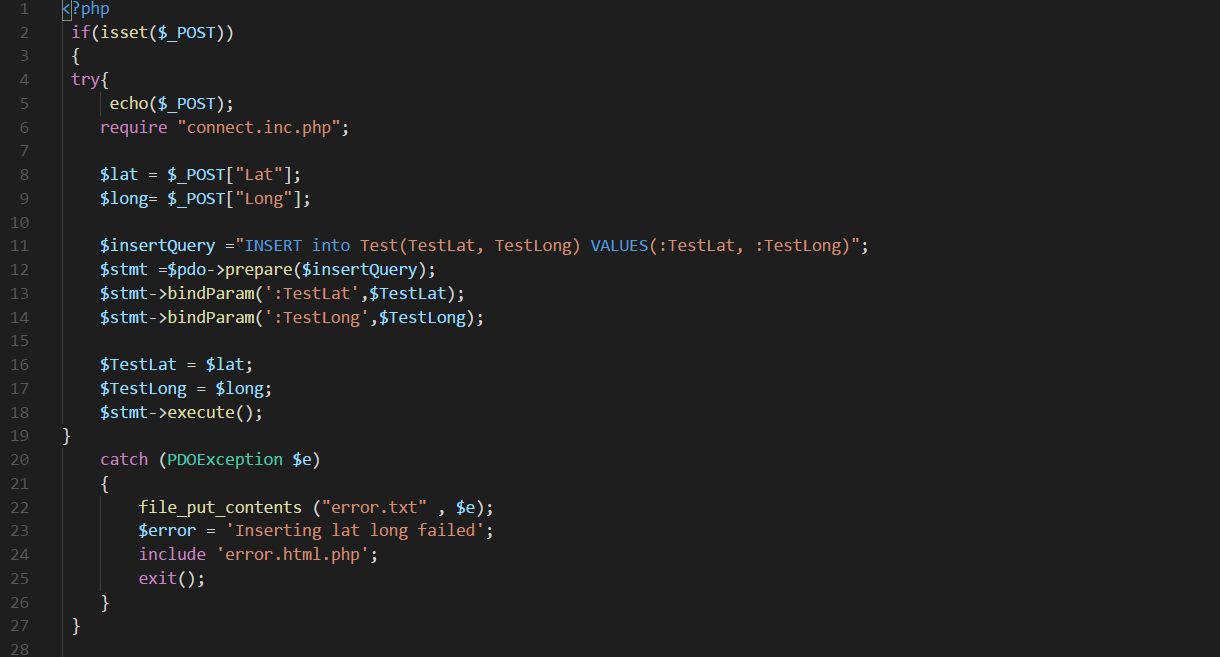 1 <?php
2 if(isset($_POST))
3 {
4 try{
5 echo($_POST);
6 require "connect.inc.php";
7
8 $lat = $_POST["Lat"];
9 $long= $_POST["Long"];
10
11 $insertQuery ="INSERT into Test(TestLat, TestLong) VALUES(:TestLat, :TestLong)";
12 $stmt =$pdo->prepare($insertQuery);
13 $stmt->bindParam(':TestLat',$TestLat);
14 $stmt->bindParam(':TestLong',$TestLong);
15
16 $TestLat = $lat;
17 $TestLong = $long;
18 $stmt->execute();
19 }
20 catch (PDOException $e)
21 {
22 file_put_contents ("error.txt" , $e);
23 $error = 'Inserting lat long failed';
24 include 'error.html.php';
25 exit();
26 }
27 }
28